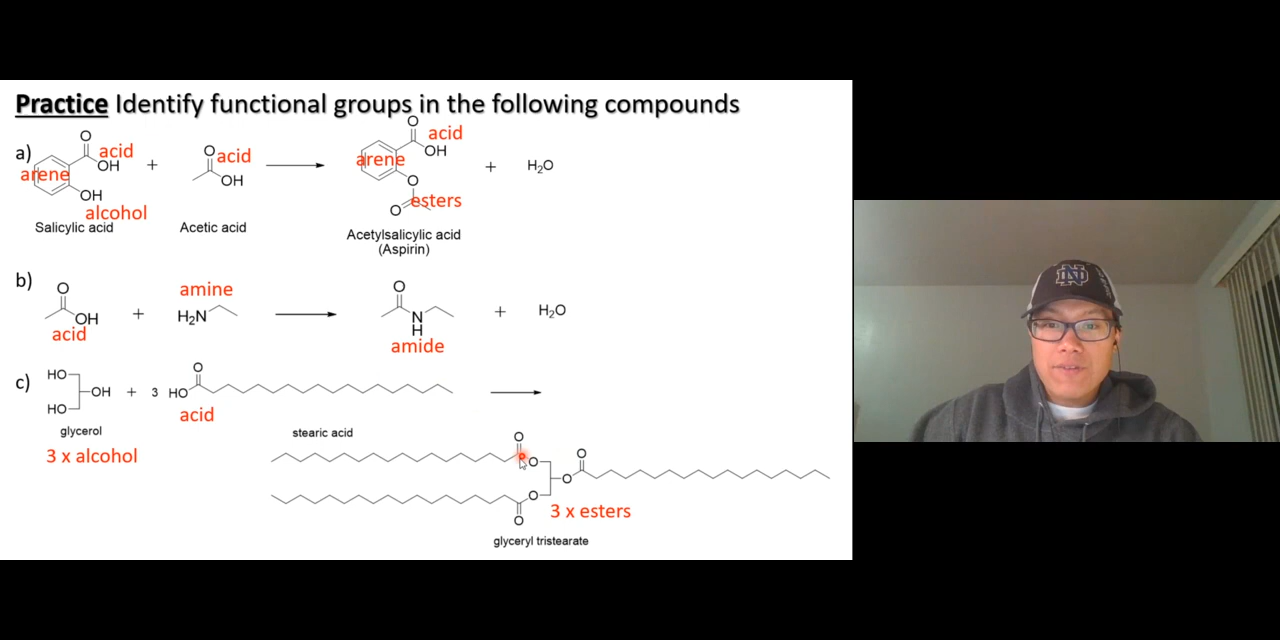 Practice Identify functional groups in the following compounds
a)
O
acid
OH
arene
OH
alcohol
Salicylic acid
+
O
acid
OH
Acetic acid
O
acid
OH
arene
O
O
esters
Acetylsalicylic acid
(Aspirin)
+
H2O
b)
O
OH
acid
+
amine
H2N
O
N
H
amide
+
H2O
c)
HO
OH
HO
glycerol
3 x alcohol
+
3
HO
O
acid
stearic acid
O
O
O
O
O
O
3 x esters
glyceryl tristearate
ND